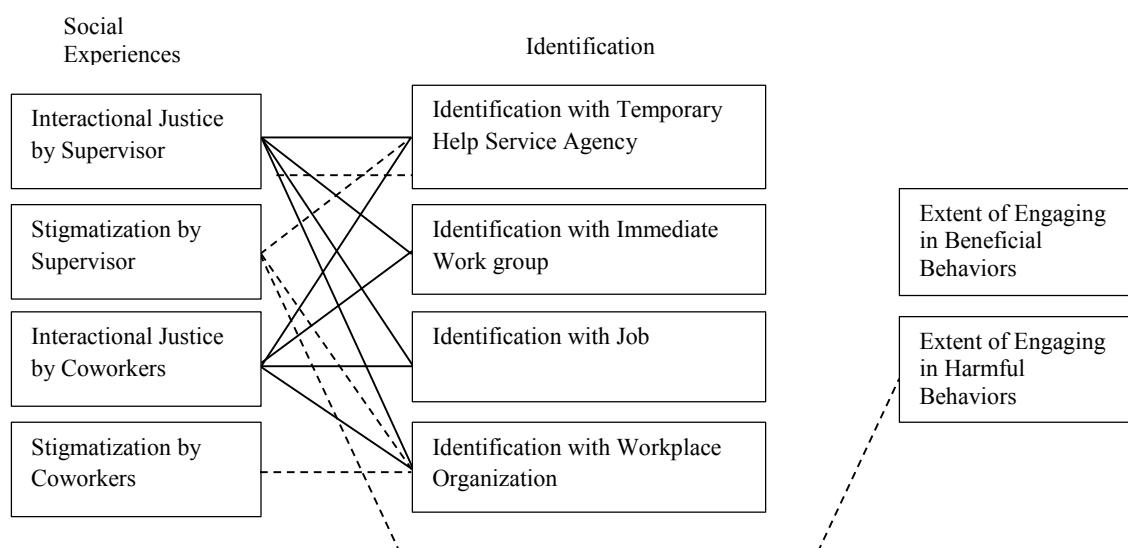 Social
Experiences
Identification
Interactional Justice
by Supervisor
Stigmatization by
Supervisor
Interactional Justice
by Coworkers
Stigmatization by
Coworkers
Identification with Temporary
Help Service Agency
Identification with Immediate
Work group
Identification with Job
Identification with Workplace
Organization
Extent of Engaging
in Beneficial
Behaviors
Extent of Engaging
in Harmful
Behaviors